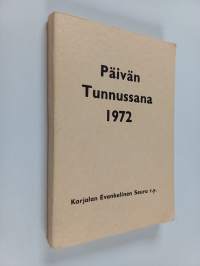 Päivän
Tunnussana
1972
Karjalan Evankelinen Seura r.y.